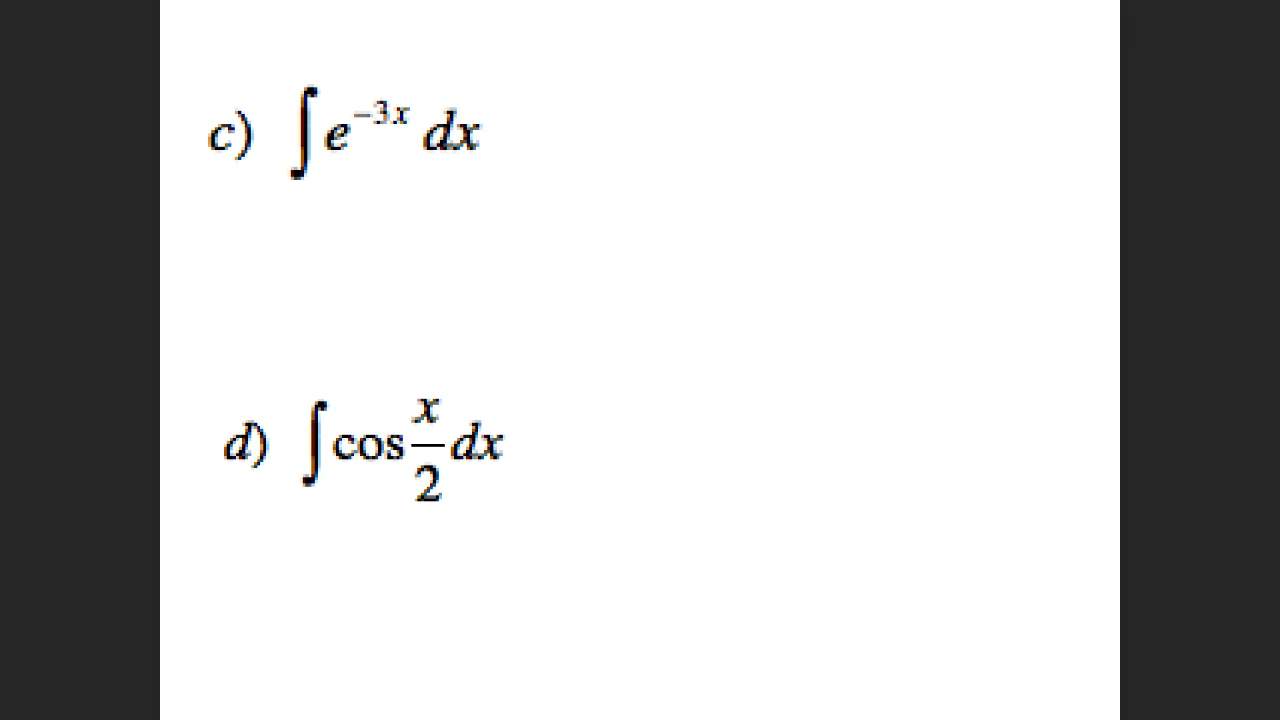 c) ∫e⁻³ˣ dx
d) ∫cos x/2 dx